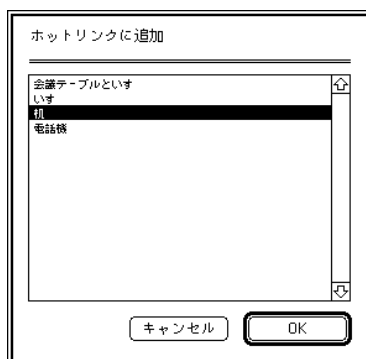 ホットリンクに追加
会議テーブルといす
いす
机
電話機
キャンセル
OK